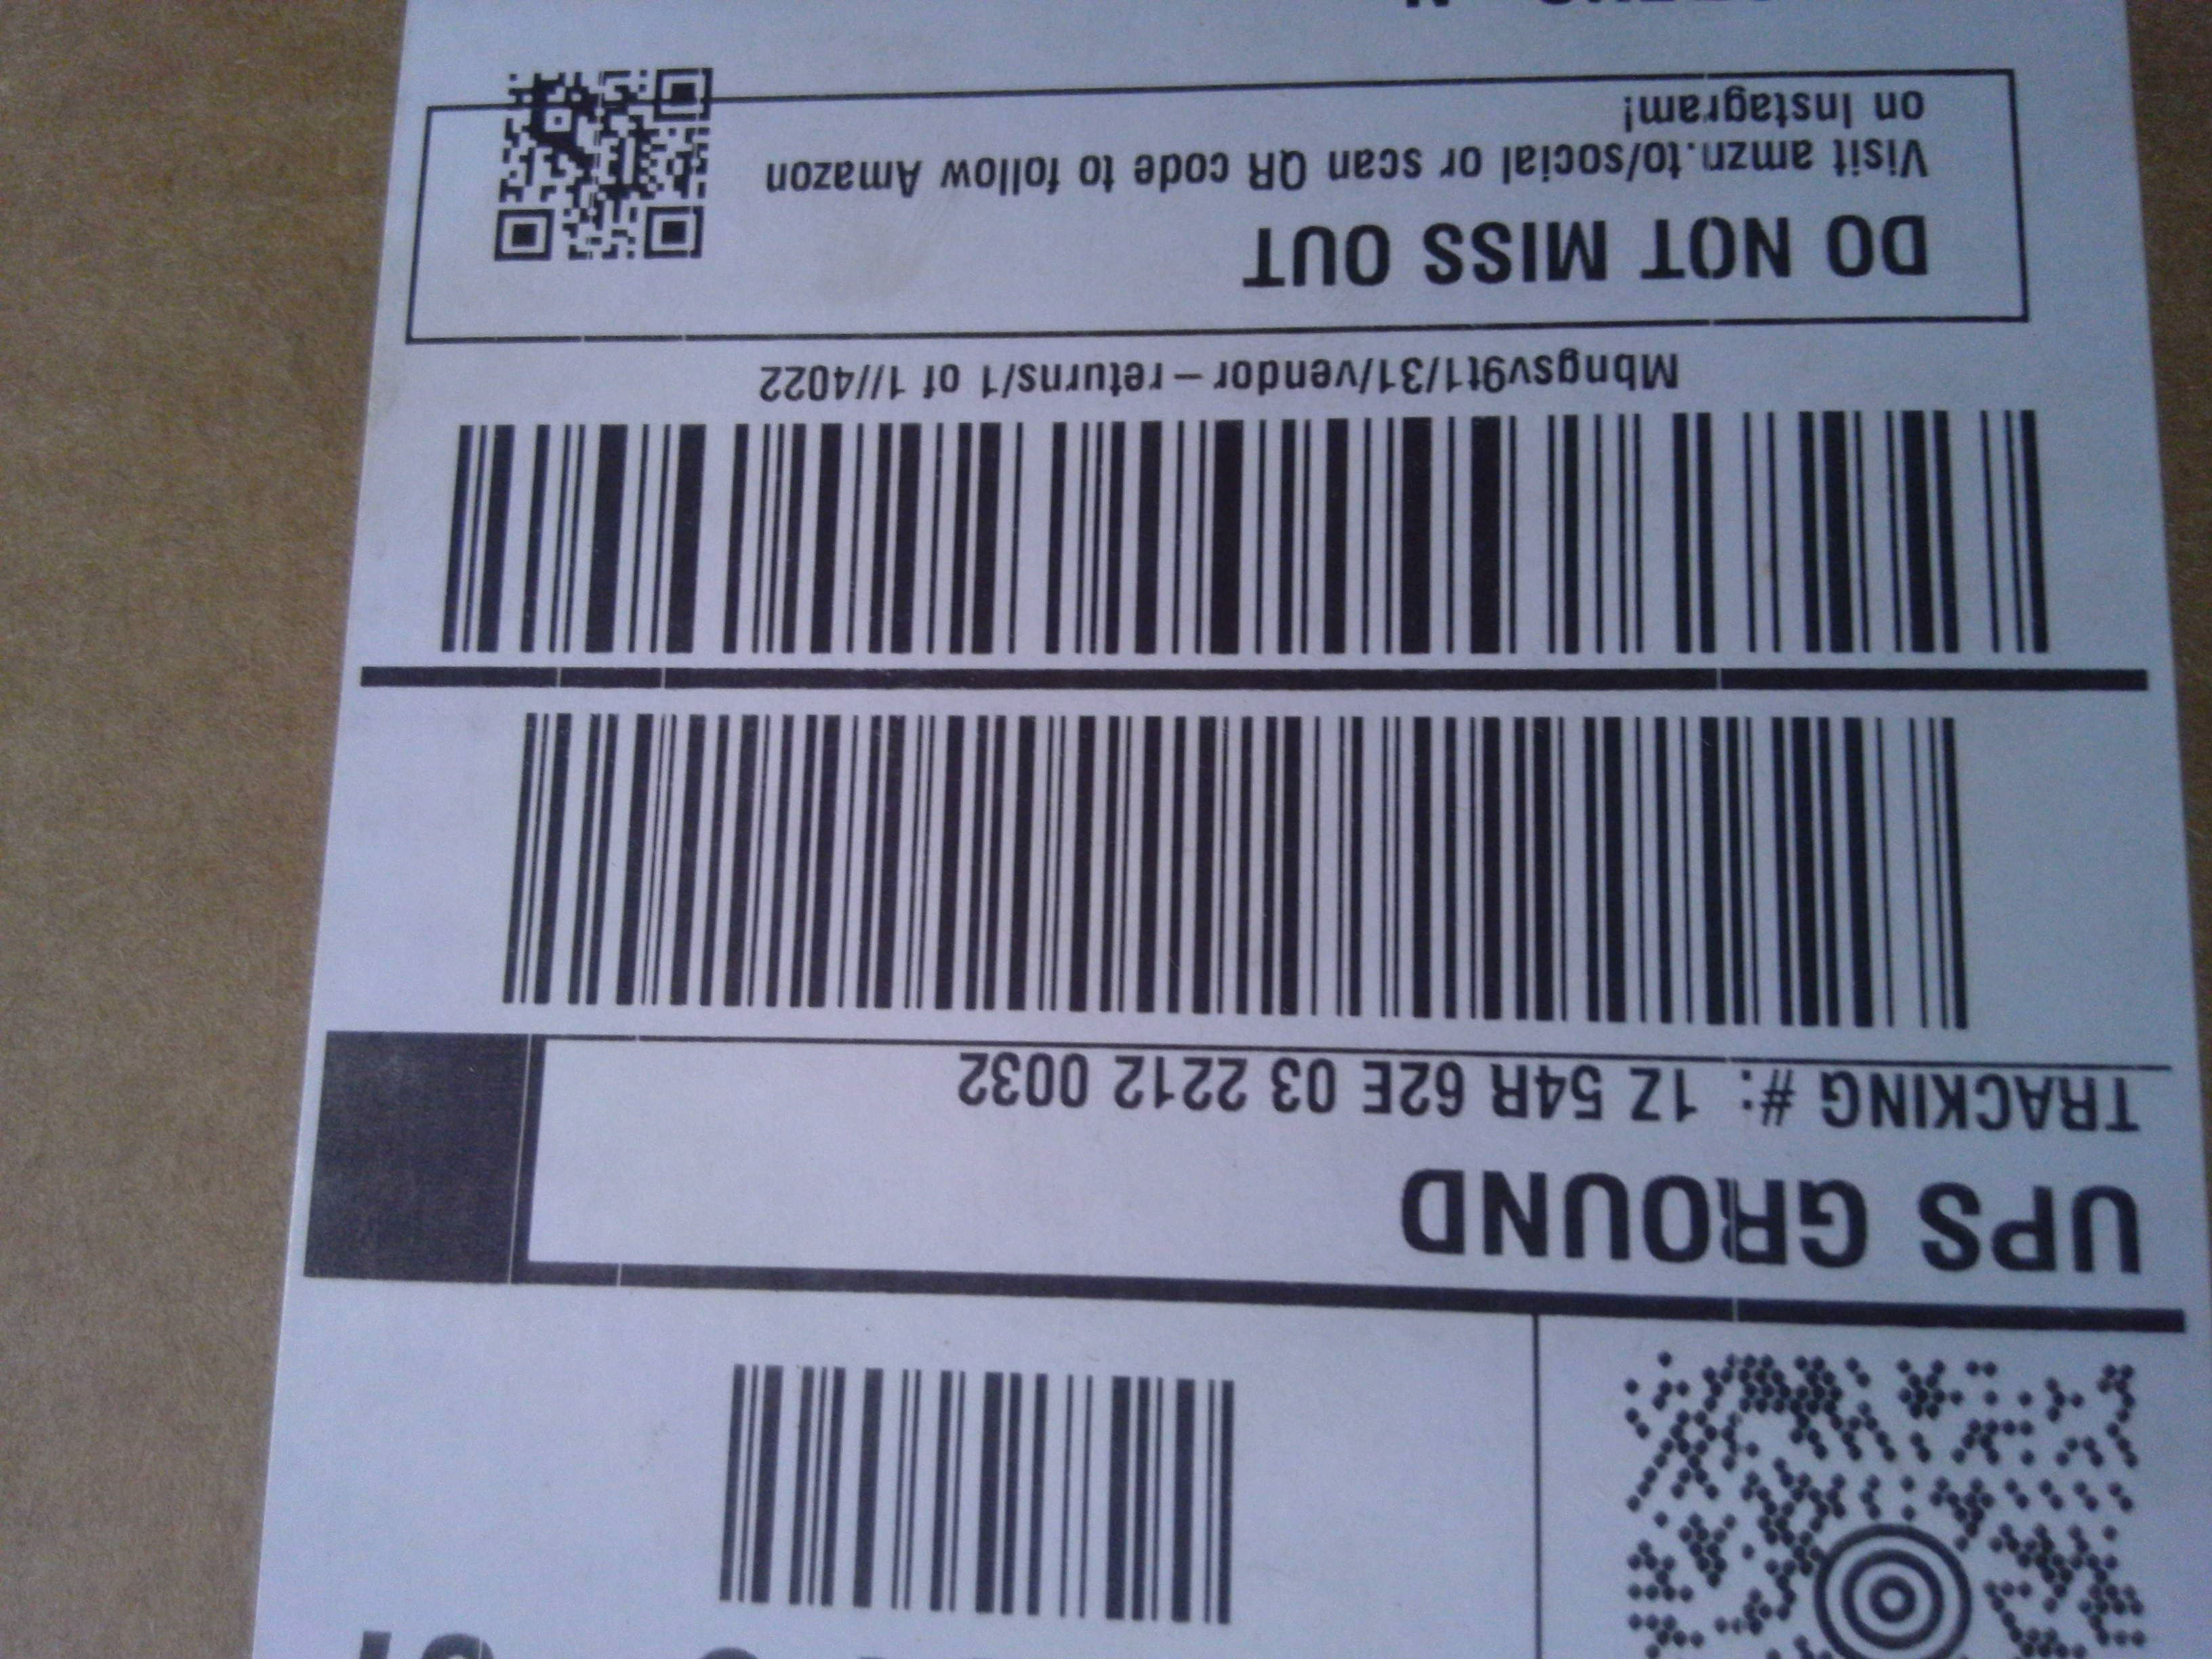 UPS GROUND
TRACKING #: 1Z 54R 62E 03 2212 0032
Mbngsv9t1/31/vendor – returns/1 of 1//4022
DO NOT MISS OUT
Visit amzn.to/social or scan QR code to follow Amazon
on Instagram!